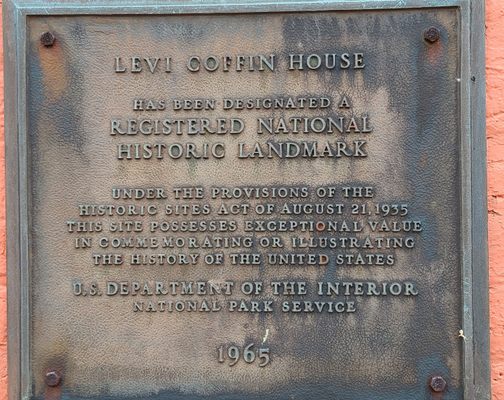 LEVI COFFIN HOUSE
HAS BEEN DESIGNATED A
REGISTERED NATIONAL
HISTORIC LANDMARK
UNDER THE PROVISIONS OF THE
HISTORIC SITES ACT OF AUGUST 21, 1935
THIS SITE POSSESSES EXCEPTIONAL VALUE
IN COMMEMORATING OR ILLUSTRATING
THE HISTORY OF THE UNITED STATES
U.S. DEPARTMENT OF THE INTERIOR
NATIONAL PARK SERVICE
1965